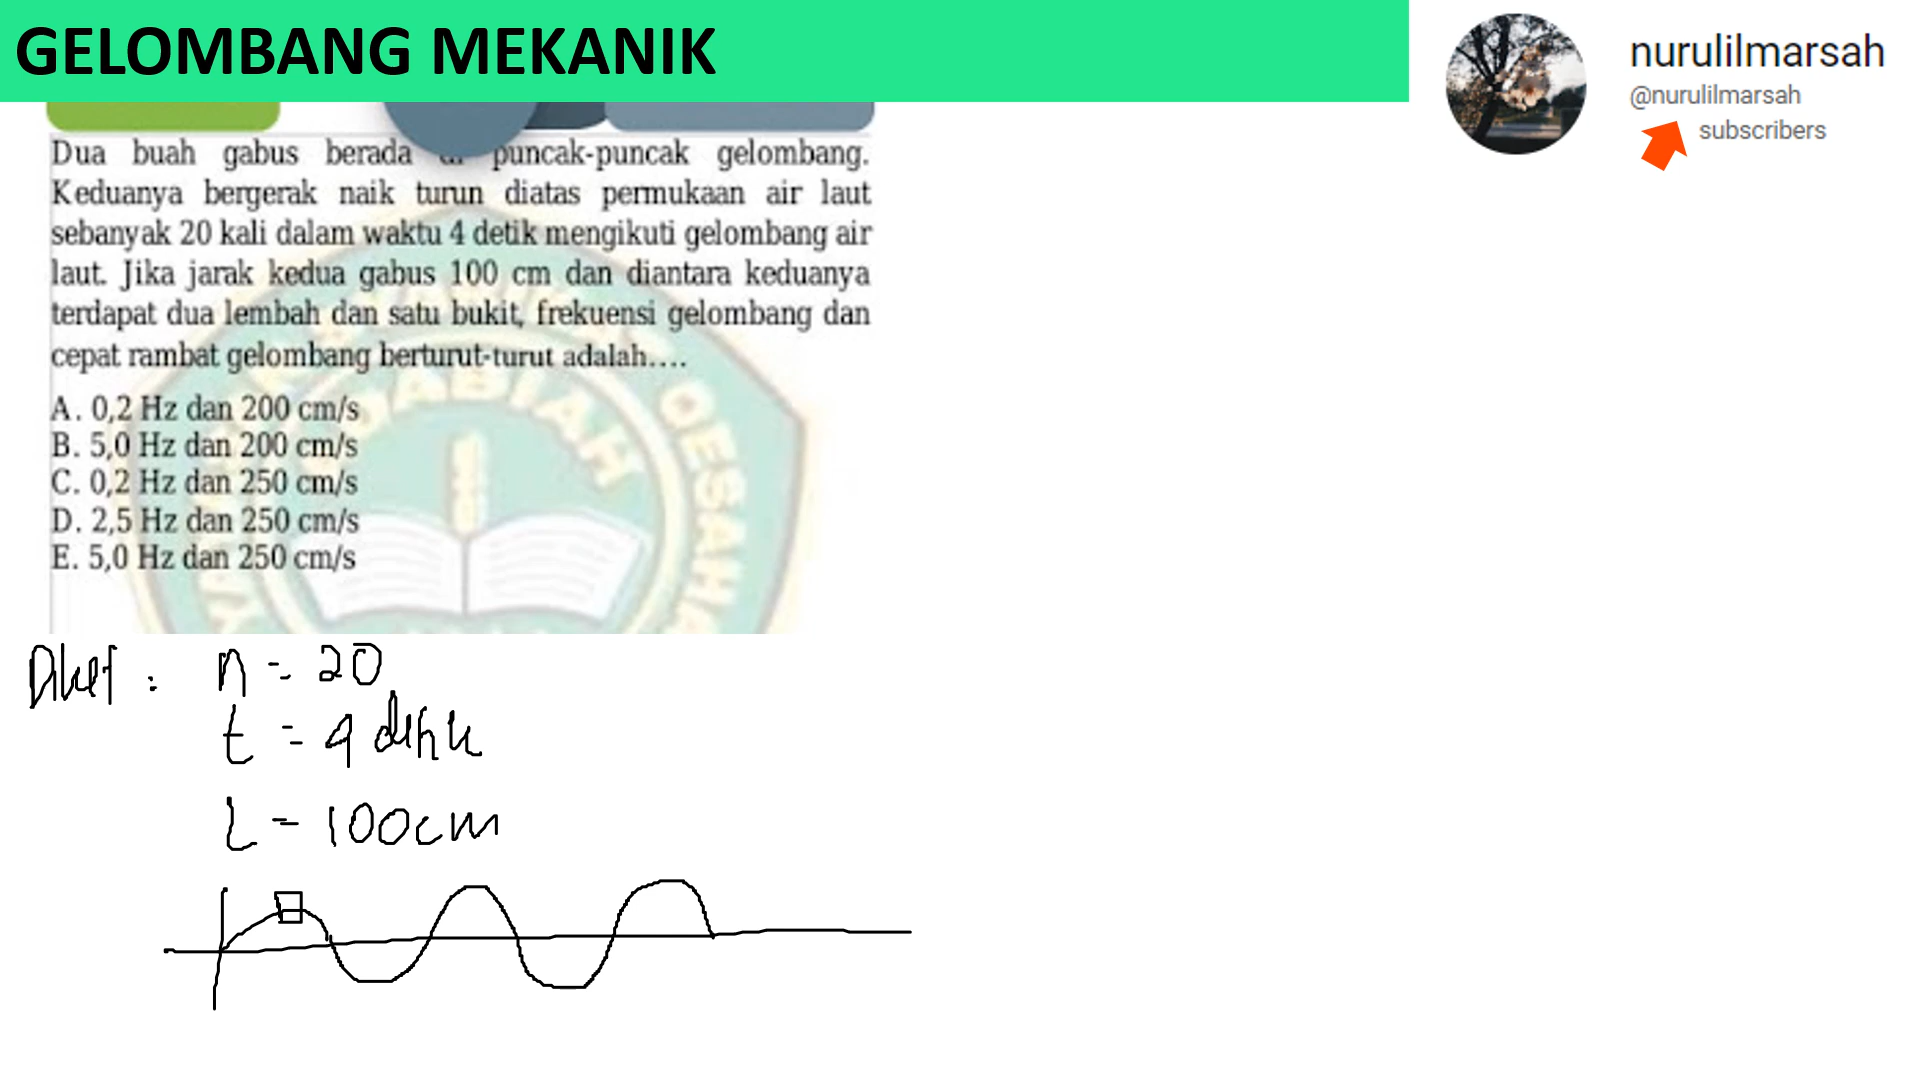 GELOMBANG MEKANIK
nurulilmarsah
@nurulilmarsah
subscribers
Dua buah gabus berada puncak-puncak gelombang.
Keduanya bergerak naik turun diatas permukaan air laut
sebanyak 20 kali dalam waktu 4 detik mengikuti gelombang air
laut. Jika jarak kedua gabus 100 cm dan diantara keduanya
terdapat dua lembah dan satu bukit, frekuensi gelombang dan
cepat rambat gelombang berturut-turut adalah....
A. 0,2 Hz dan 200 cm/s
B. 5,0 Hz dan 200 cm/s
C. 0,2 Hz dan 250 cm/s
D. 2,5 Hz dan 250 cm/s
E. 5,0 Hz dan 250 cm/s
Diket : n = 20
t = 4 detik
L = 100cm